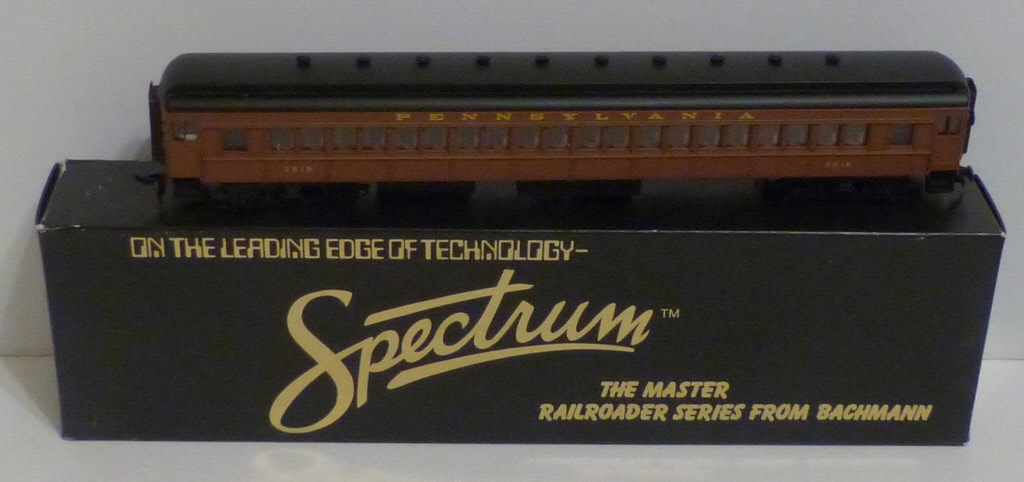 PENNSYLVANIA
ON THE LEADING EDGE OF TECHNOLOGY-
Spectrum™
THE MASTER
RAILROADER SERIES FROM BACHMANN